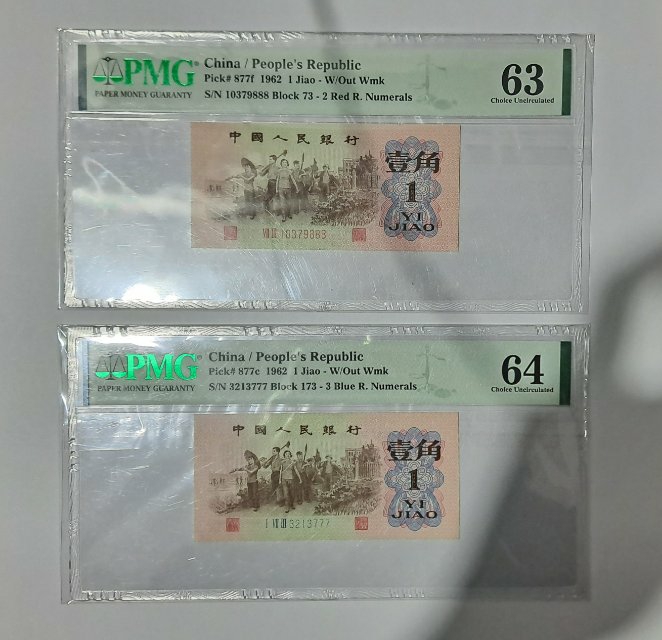 PMG
PAPER MONEY GUARANTY
China / People's Republic
Pick# 877f 1962 1 Jiao - W/Out Wmk
S/N 10379888 Block 73 - 2 Red R. Numerals
63
Choice Uncirculated
中國人民銀行
壹角
1
YI
JIAO
PMG
PAPER MONEY GUARANTY
China / People's Republic
Pick# 877c 1962 1 Jiao - W/Out Wmk
S/N 3213777 Block 173 - 3 Blue R. Numerals
64
Choice Uncirculated
中國人民銀行
壹角
1
YI
JIAO
I VII III 3213777